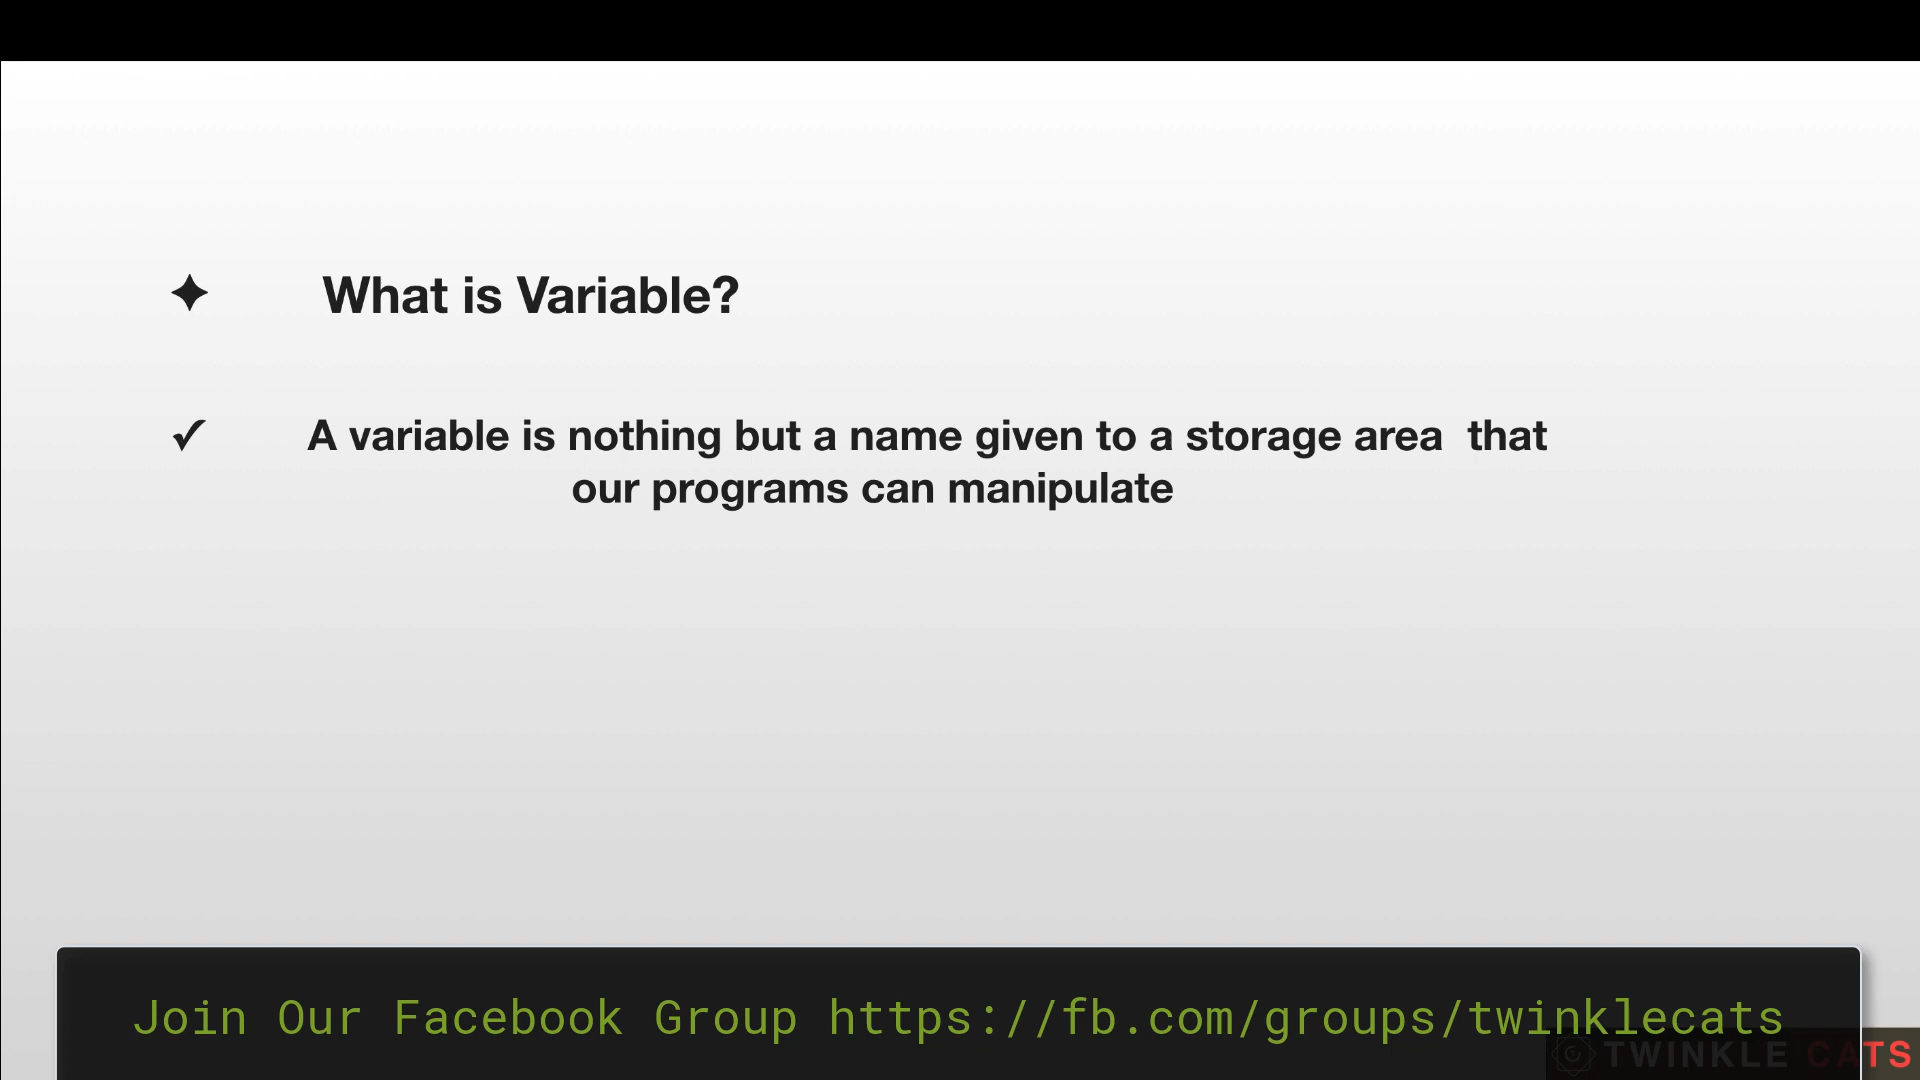 ✦ What is Variable?
✓ A variable is nothing but a name given to a storage area  that
our programs can manipulate
Join Our Facebook Group https://fb.com/groups/twinklecats
TWINKLE CATS